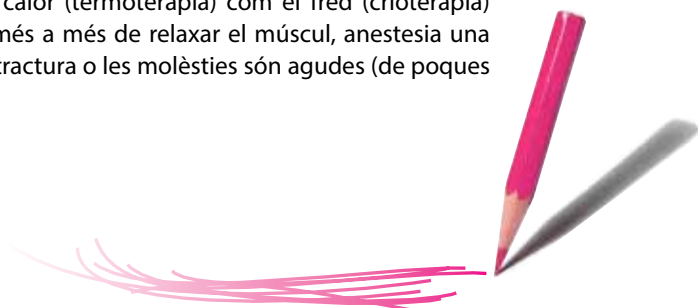 calor (termoteràpia) com el fred (crioteràpia)
més a més de relaxar el múscul, anestesia una
tractura o les molèsties són agudes (de poques